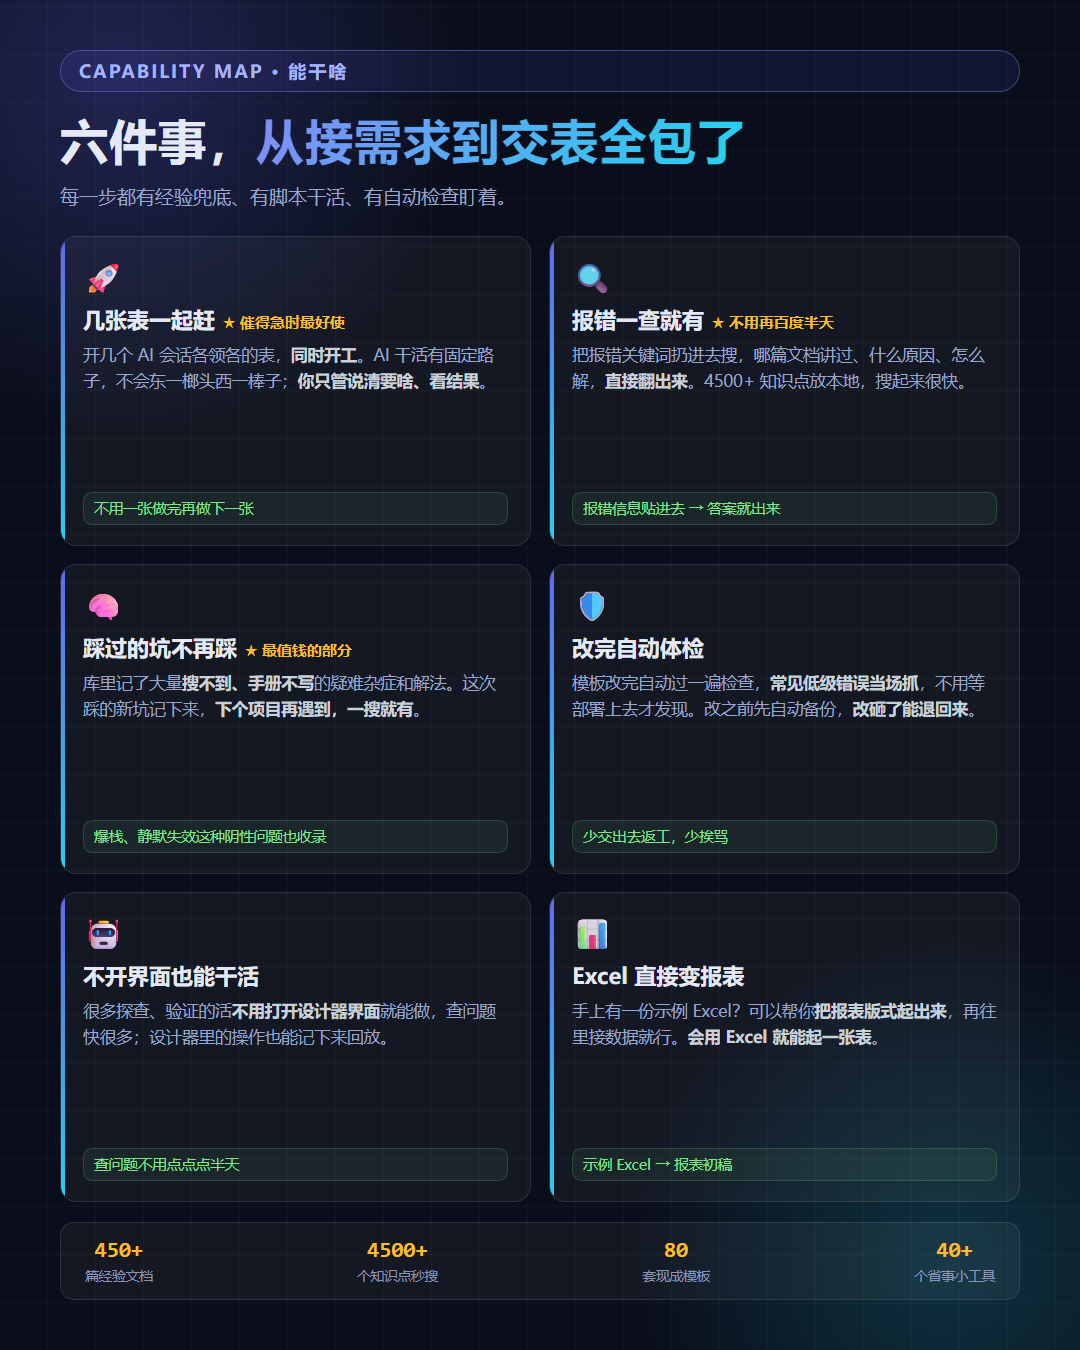 CAPABILITY MAP • 能干啥
六件事，从接需求到交表全包了
每一步都有经验兜底、有脚本干活、有自动检查盯着。
几张表一起赶 ★ 催得急时最好使
开几个 AI 会话各领各的表，同时开工。AI 干活有固定路
子，不会东一榔头西一棒子；你只管说清要啥、看结果。
不用一张做完再做下一张
报错一查就有 ★ 不用再百度半天
把报错关键词扔进去搜，哪篇文档讲过、什么原因、怎么
解，直接翻出来。4500+ 知识点放本地，搜起来很快。
报错信息贴进去 → 答案就出来
踩过的坑不再踩 ★ 最值钱的部分
库里记了大量搜不到、手册不写的疑难杂症和解法。这次
踩的新坑记下来，下个项目再遇到，一搜就有。
爆栈、静默失效这种阴性问题也收录
改完自动体检
模板改完自动过一遍检查，常见低级错误当场抓，不用等
部署上去才发现。改之前先自动备份，改砸了能退回来。
少交出去返工，少挨骂
不开界面也能干活
很多探查、验证的活不用打开设计器界面就能做，查问题
快很多；设计器里的操作也能记下来回放。
查问题不用点点点半天
Excel 直接变报表
手上有一份示例 Excel？可以帮你把报表版式起出来，再往
里接数据就行。会用 Excel 就能起一张表。
示例 Excel → 报表初稿
450+
篇经验文档
4500+
个知识点秒搜
80
套现成模板
40+
个省事小工具